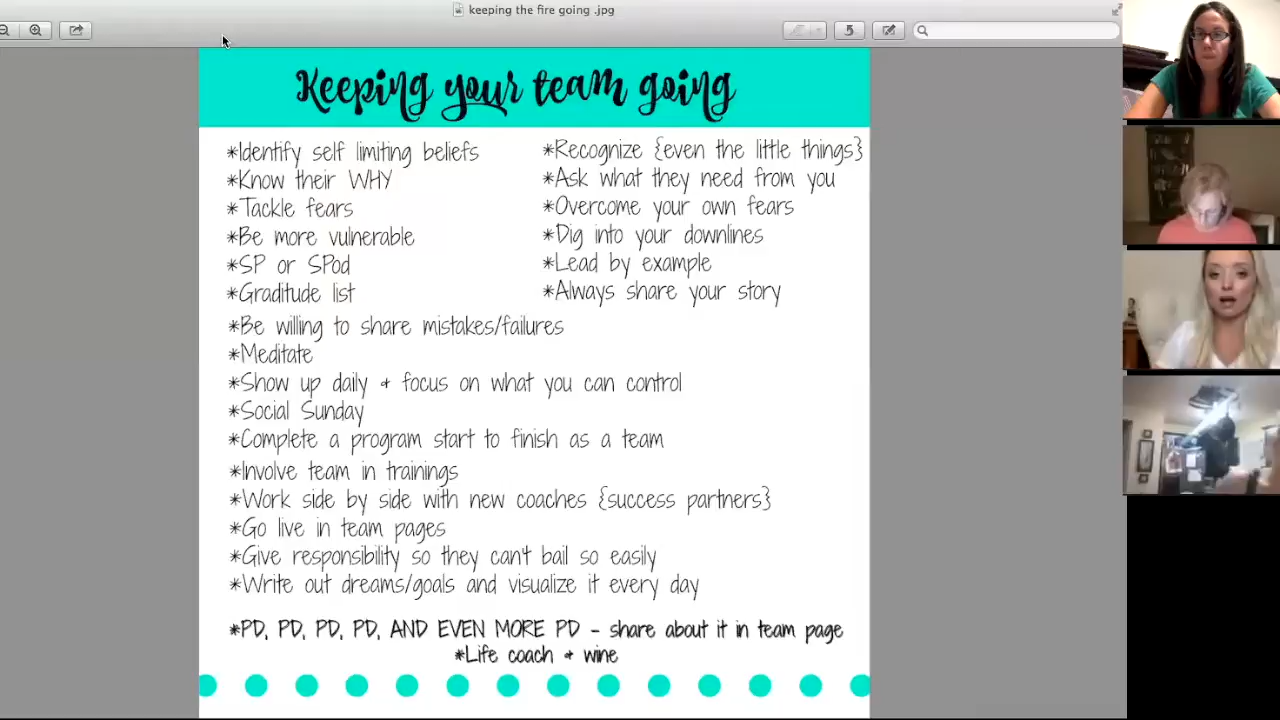 keeping the fire going .jpg
Keeping your team going
*Identify self limiting beliefs
*Know their WHY
*Tackle fears
*Be more vulnerable
*SP or SPod
*Graditude list
*Recognize {even the little things}
*Ask what they need from you
*Overcome your own fears
*Dig into your downlines
*Lead by example
*Always share your story
*Be willing to share mistakes/failures
*Meditate
*Show up daily & focus on what you can control
*Social Sunday
*Complete a program start to finish as a team
*Involve team in trainings
*Work side by side with new coaches {success partners}
*Go live in team pages
*Give responsibility so they can't bail so easily
*Write out dreams/goals and visualize it every day
*PD, PD, PD, PD, AND EVEN MORE PD - share about it in team page
*Life coach & wine